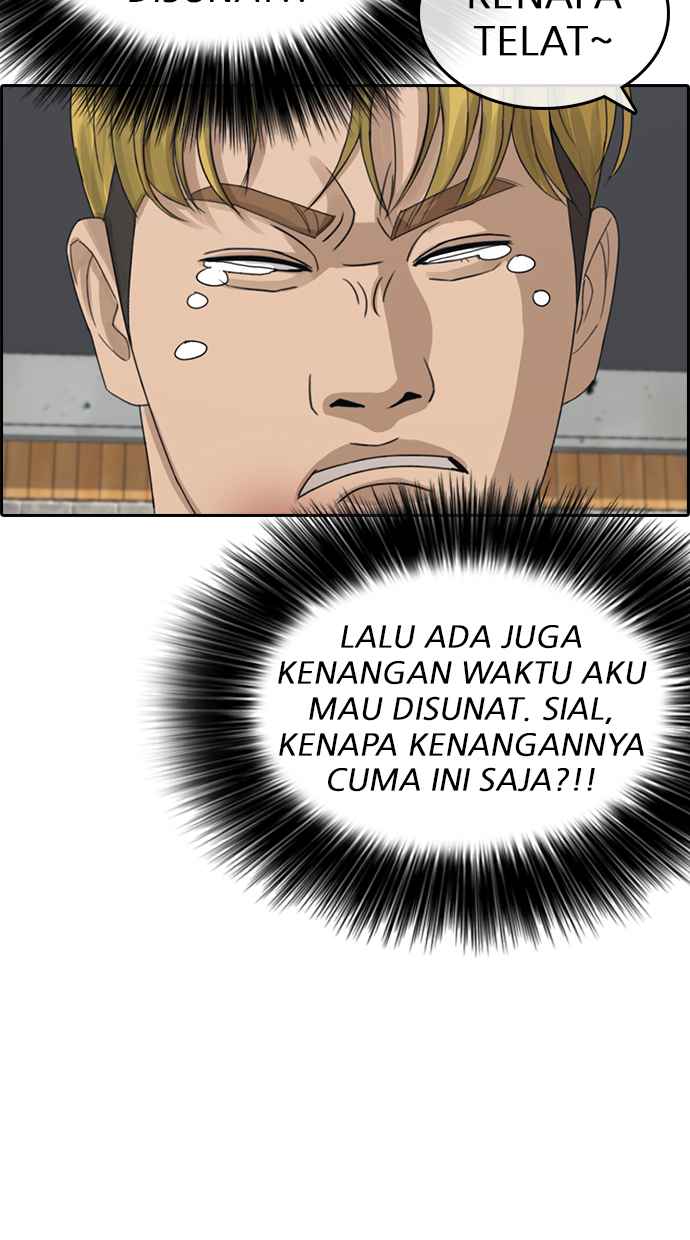 KENAPA
TELAT~
LALU ADA JUGA
KENANGAN WAKTU AKU
MAU DISUNAT. SIAL,
KENAPA KENANGANNYA
CUMA INI SAJA?!!